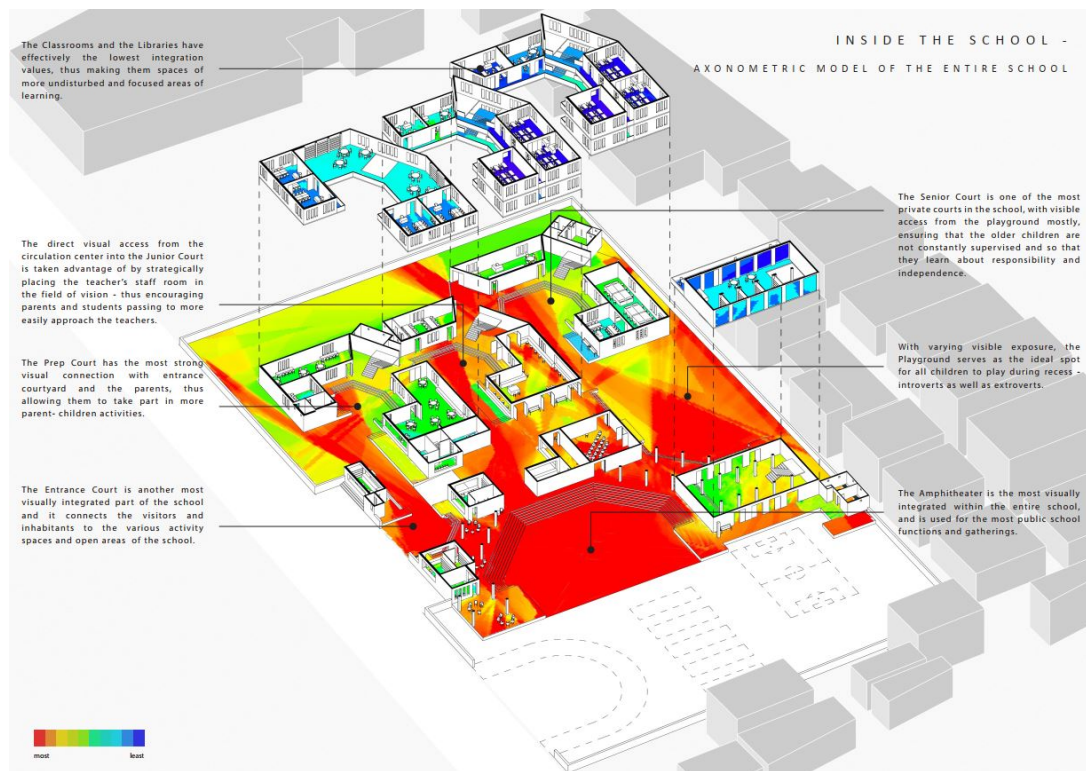 INSIDE THE SCHOOL -
AXONOMETRIC MODEL OF THE ENTIRE SCHOOL
The Classrooms and the Libraries have
effectively the lowest integration
values, thus making them spaces of
more undisturbed and focused areas of
learning.
The direct visual access from the
circulation center into the Junior Court
is taken advantage of by strategically
placing the teacher's staff room in
the field of vision - thus encouraging
parents and students passing to more
easily approach the teachers.
The Prep Court has the most strong
visual connection with entrance
courtyard and the parents, thus
allowing them to take part in more
parent- children activities.
The Entrance Court is another most
visually integrated part of the school
and it connects the visitors and
inhabitants to the various activity
spaces and open areas of the school.
The Senior Court is one of the most
private courts in the school, with visible
access from the playground mostly,
ensuring that the older children are
not constantly supervised and so that
they learn about responsibility and
independence.
With varying visible exposure, the
Playground serves as the ideal spot
for all children to play during recess -
introverts as well as extroverts.
The Amphitheater is the most visually
integrated within the entire school,
and is used for the most public school
functions and gatherings.
most least